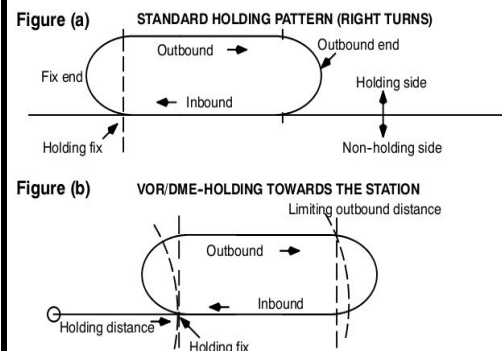 Figure (a) STANDARD HOLDING PATTERN (RIGHT TURNS)
Outbound
Outbound end
Fix end
Holding side
Inbound
Holding fix
Non-holding side
Figure (b) VOR/DME-HOLDING TOWARDS THE STATION
Limiting outbound distance
Outbound
Inbound
Holding distance
Holding fix